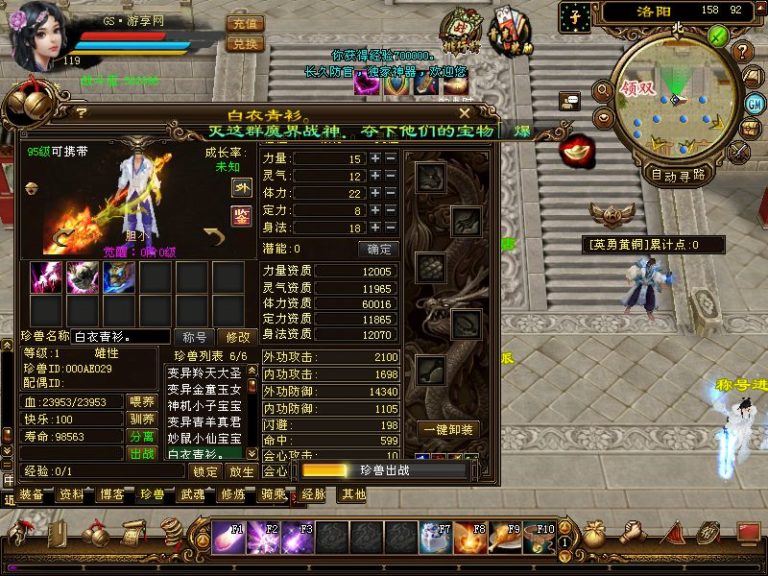 GS·游享网
119
充值
兑换
你获得经验700000。
长久防盲,独家神器,欢迎您
洛阳
158 92
北
领双
GM
自动寻路
白衣青衫。
灭这群魔界战神，夺下他们的宝物
爆
95级可携带
成长率:
未知
外
鉴
胆小
力量: 15
灵气: 12
体力: 22
定力: 8
身法: 18
潜能:0
确定
力量资质 12005
灵气资质 11965
体力资质 60016
定力资质 11865
身法资质 12070
珍兽名称
白衣青衫。
称号
修改
等级:1
雄性
珍兽ID:000AE029
配偶ID:
血:23953/23953
喂养
快乐:100
驯养
寿命:98563
分离
出战
经验:0/1
锁定
放生
珍兽列表 6/6
变异羚天大圣
变异金童玉女
神机小子宝宝
变异青羊真君
妙鼠小仙宝宝
白衣青衫。
外功攻击: 2100
内功攻击: 1698
外功防御: 14340
内功防御: 1105
闪避: 198
命中: 599
会心攻击: 10
会心
一键卸装
珍兽出战
[英勇黄铜]累计点:0
称号进
装备
资料
博客
珍兽
武魂
修炼
骑乘
经脉
其他
F1
F2
F3
F7
F8
F9
F10
1